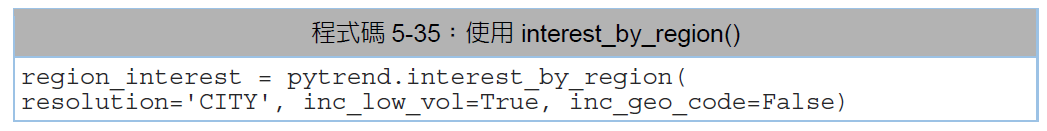 程式碼 5-35：使用 interest_by_region()
region_interest = pytrend.interest_by_region(
resolution='CITY', inc_low_vol=True, inc_geo_code=False)